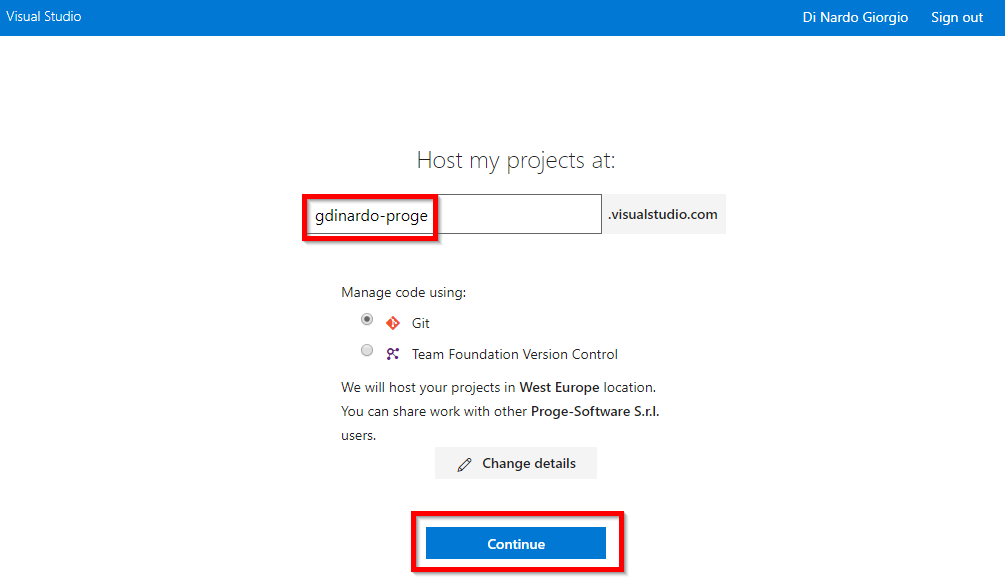 Visual Studio
Di Nardo Giorgio Sign out
Host my projects at:
gdinardo-proge .visualstudio.com
Manage code using:
Git
Team Foundation Version Control
We will host your projects in West Europe location.
You can share work with other Proge-Software S.r.l.
users.
Change details
Continue